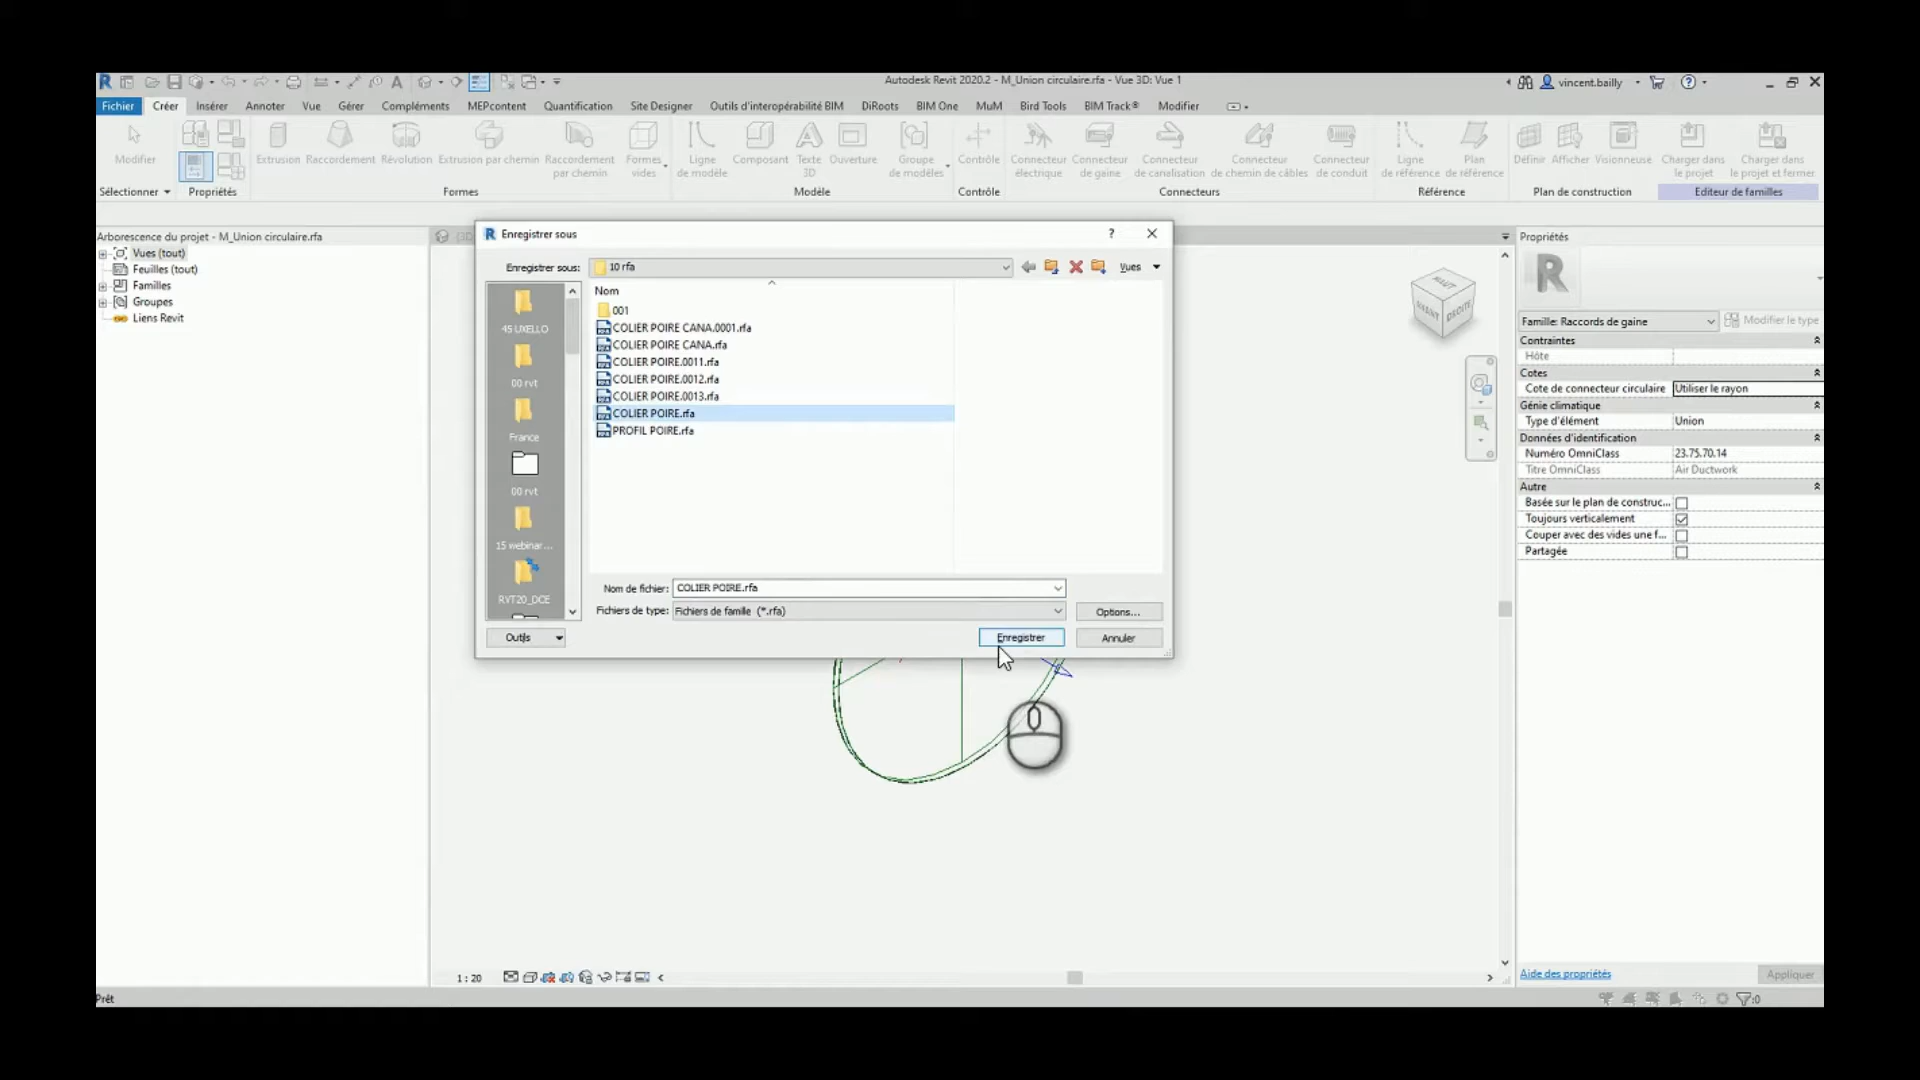 Autodesk Revit 2020.2 - M_Union circulaire.rfa - Vue 3D: Vue 1
vincent.bailly
Fichier Créer Insérer Annoter Vue Gérer Compléments MEPcontent Quantification Site Designer Outils d'interopérabilité BIM DiRoots BIM One MuM Bird Tools BIM Track® Modifier
Modifier
Extrusion Raccordement Révolution Extrusion par chemin Raccordement par chemin Formes vides
Ligne de modèle Composant Texte 3D Ouverture Groupe de modèles
Contrôle
Connecteur électrique Connecteur de gaine Connecteur de canalisation Connecteur de chemin de câbles Connecteur de conduit
Ligne de référence Plan de référence
Définir Afficher Visionneuse
Charger dans le projet Charger dans le projet et fermer
Sélectionner Propriétés Formes Modèle Contrôle Connecteurs Référence Plan de construction Editeur de familles
Arborescence du projet - M_Union circulaire.rfa
Vues (tout)
Feuilles (tout)
Familles
Groupes
Liens Revit
Enregistrer sous
?
Enregistrer sous: 10 rfa
Vues
Nom
001
COLIER POIRE CANA.0001.rfa
COLIER POIRE CANA.rfa
COLIER POIRE.0011.rfa
COLIER POIRE.0012.rfa
COLIER POIRE.0013.rfa
COLIER POIRE.rfa
PROFIL POIRE.rfa
45 UXELLO
00 rvt
France
00 rvt
15 webinar...
RVT20_DCE
Nom de fichier: COLIER POIRE.rfa
Fichiers de type: Fichiers de famille (*.rfa)
Options...
Outils
Enregistrer
Annuler
HAUT
AVANT
DROITE
Propriétés
Famille: Raccords de gaine
Modifier le type
Contraintes
Hôte
Cotes
Cote de connecteur circulaire Utiliser le rayon
Génie climatique
Type d'élément Union
Données d'identification
Numéro OmniClass 23.75.70.14
Titre OmniClass Air Ductwork
Autre
Basée sur le plan de construc...
Toujours verticalement
Couper avec des vides une f...
Partagée
Aide des propriétés
Appliquer
1 : 20
Prêt
:0